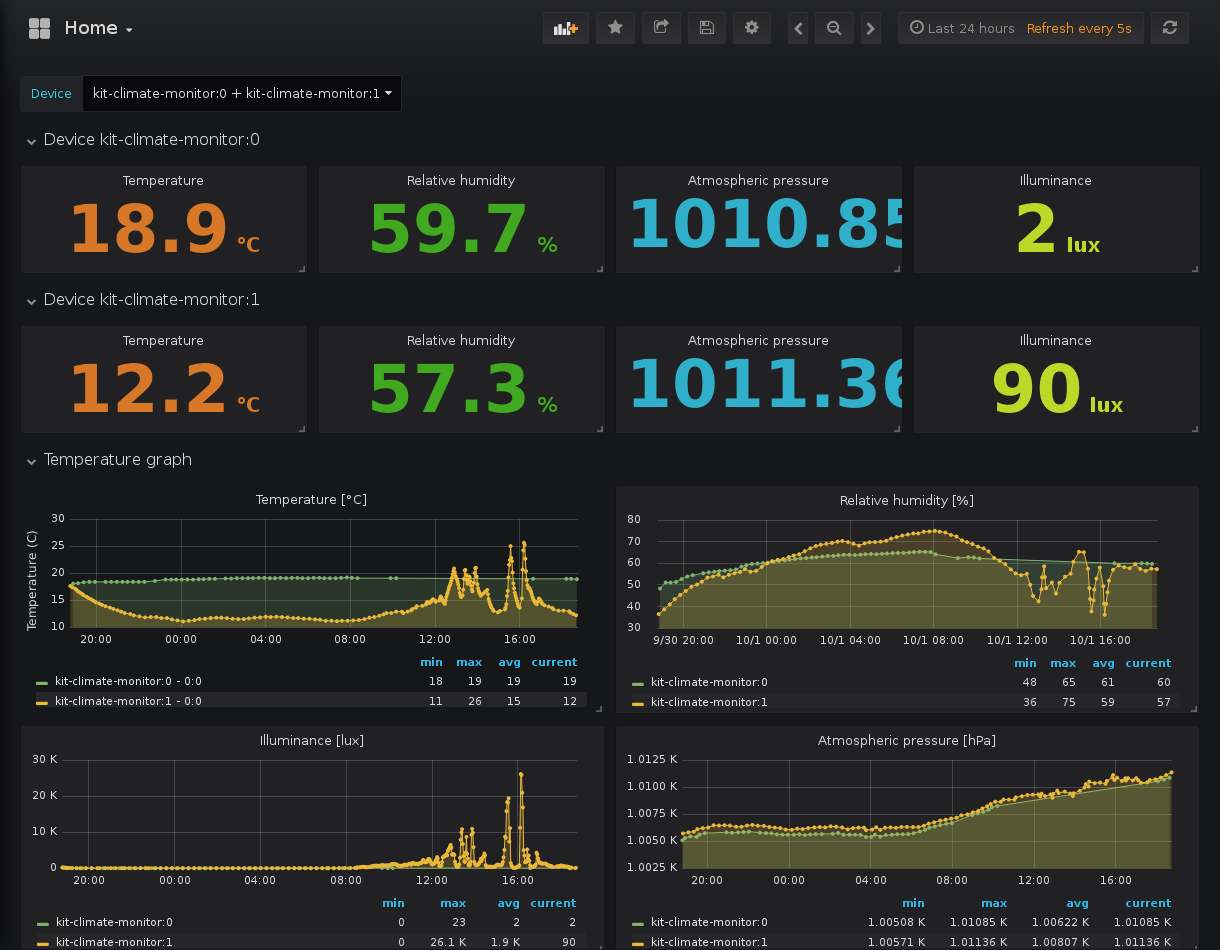 Home
Last 24 hours Refresh every 5s
Device kit-climate-monitor:0 + kit-climate-monitor:1
Device kit-climate-monitor:0
Temperature Relative humidity Atmospheric pressure Illuminance
18.9 °C 59.7 % 1010.85 2 lux
Device kit-climate-monitor:1
Temperature Relative humidity Atmospheric pressure Illuminance
12.2 °C 57.3 % 1011.36 90 lux
Temperature graph
Temperature [°C]
Temperature (C)
30
25
20
15
10
20:00 00:00 04:00 08:00 12:00 16:00
min max avg current
kit-climate-monitor:0 - 0:0 18 19 19 19
kit-climate-monitor:1 - 0:0 11 26 15 12
Relative humidity [%]
80
70
60
50
40
30
9/30 20:00 10/1 00:00 10/1 04:00 10/1 08:00 10/1 12:00 10/1 16:00
min max avg current
kit-climate-monitor:0 48 65 61 60
kit-climate-monitor:1 36 75 59 57
Illuminance [lux]
30 K
20 K
10 K
0
20:00 00:00 04:00 08:00 12:00 16:00
min max avg current
kit-climate-monitor:0 0 23 2 2
kit-climate-monitor:1 0 26.1 K 1.9 K 90
Atmospheric pressure [hPa]
1.0125 K
1.0100 K
1.0075 K
1.0050 K
1.0025 K
20:00 00:00 04:00 08:00 12:00 16:00
min max avg current
kit-climate-monitor:0 1.00508 K 1.01085 K 1.00622 K 1.01085 K
kit-climate-monitor:1 1.00571 K 1.01136 K 1.00807 K 1.01136 K